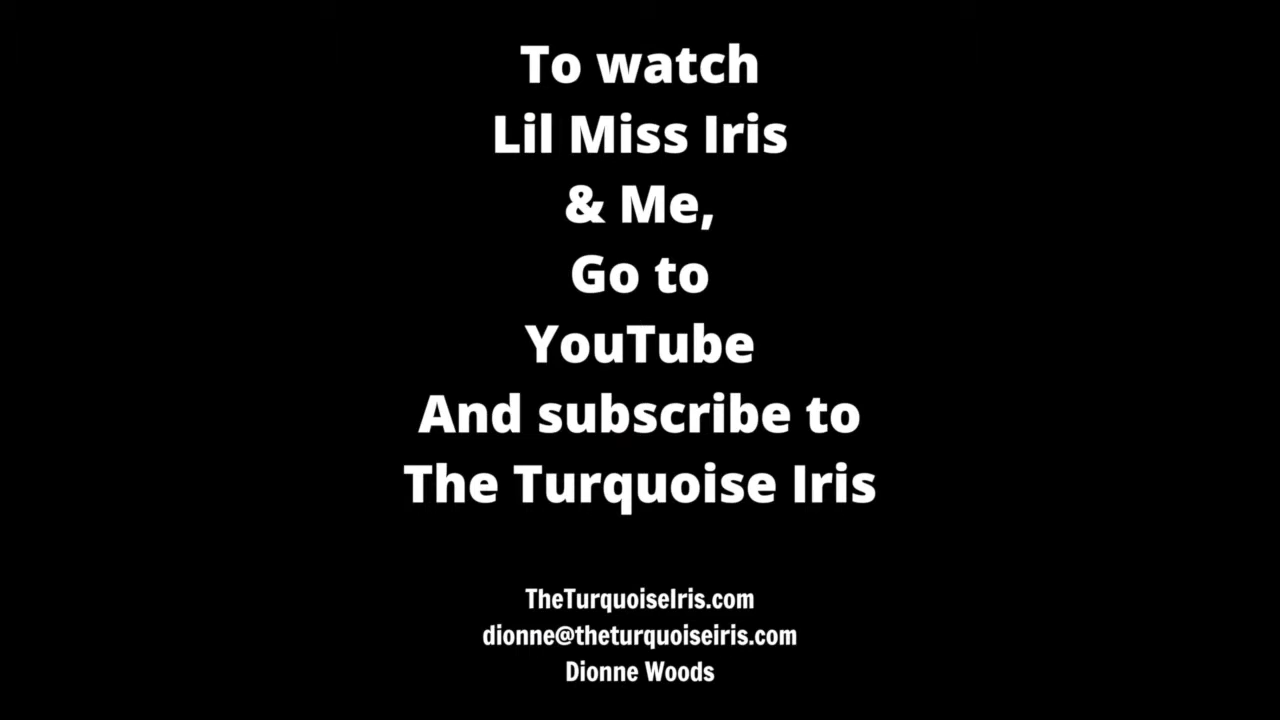 To watch
Lil Miss Iris
& Me,
Go to
YouTube
And subscribe to
The Turquoise Iris
TheTurquoiseIris.com
dionne@theturquoiseiris.com
Dionne Woods